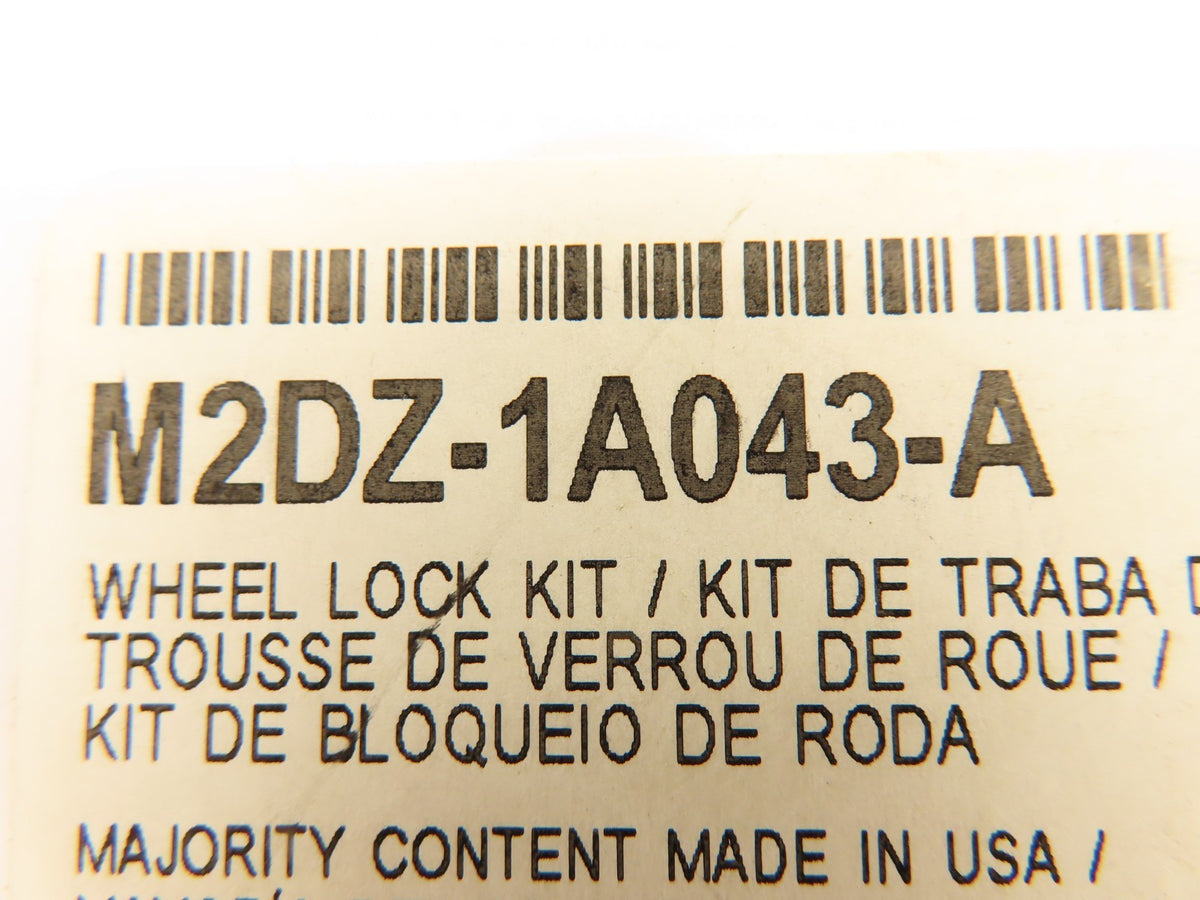 M2DZ-1A043-A
WHEEL LOCK KIT / KIT DE TRABA
TROUSSE DE VERROU DE ROUE /
KIT DE BLOQUEIO DE RODA
MAJORITY CONTENT MADE IN USA /